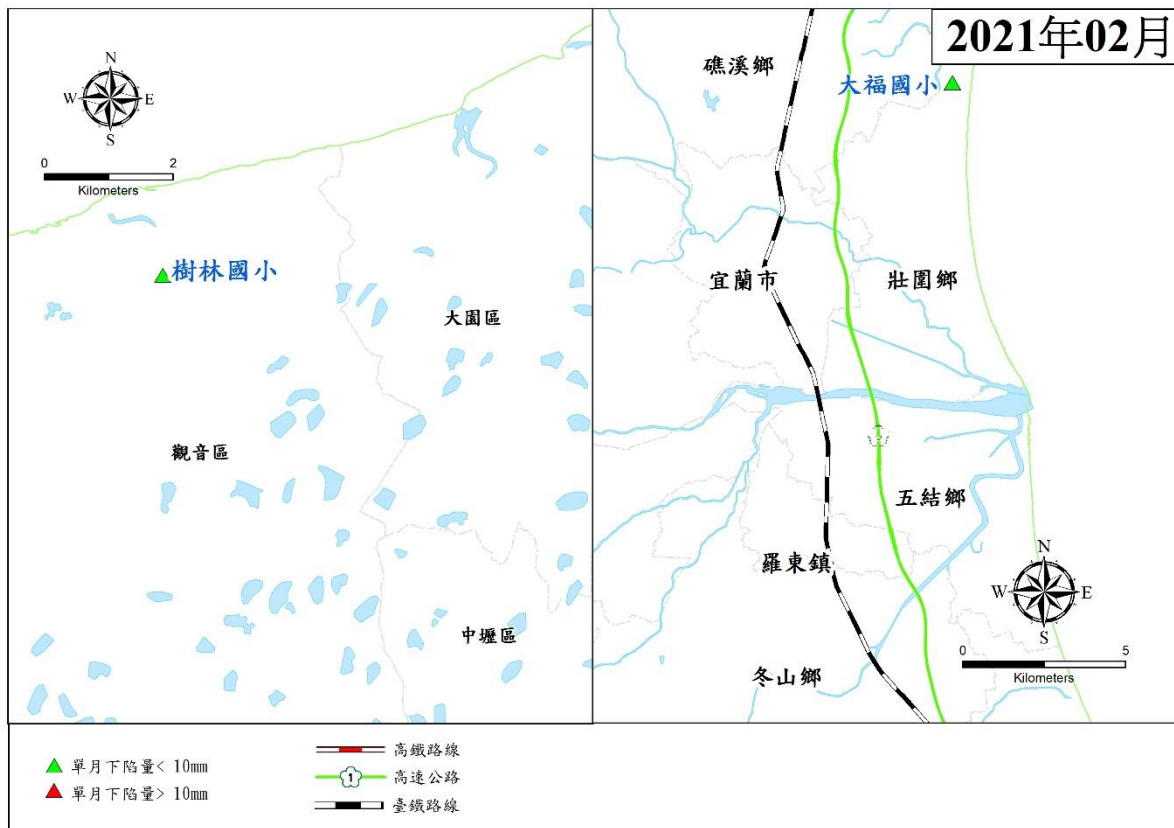 2021年02月
N
W
E
S
0
2
Kilometers
樹林國小
大園區
觀音區
中壢區
礁溪鄉
大福國小
宜蘭市
壯圍鄉
五結鄉
羅東鎮
冬山鄉
N
W
E
S
0
5
Kilometers
單月下陷量< 10mm
單月下陷量> 10mm
高鐵路線
1
高速公路
臺鐵路線